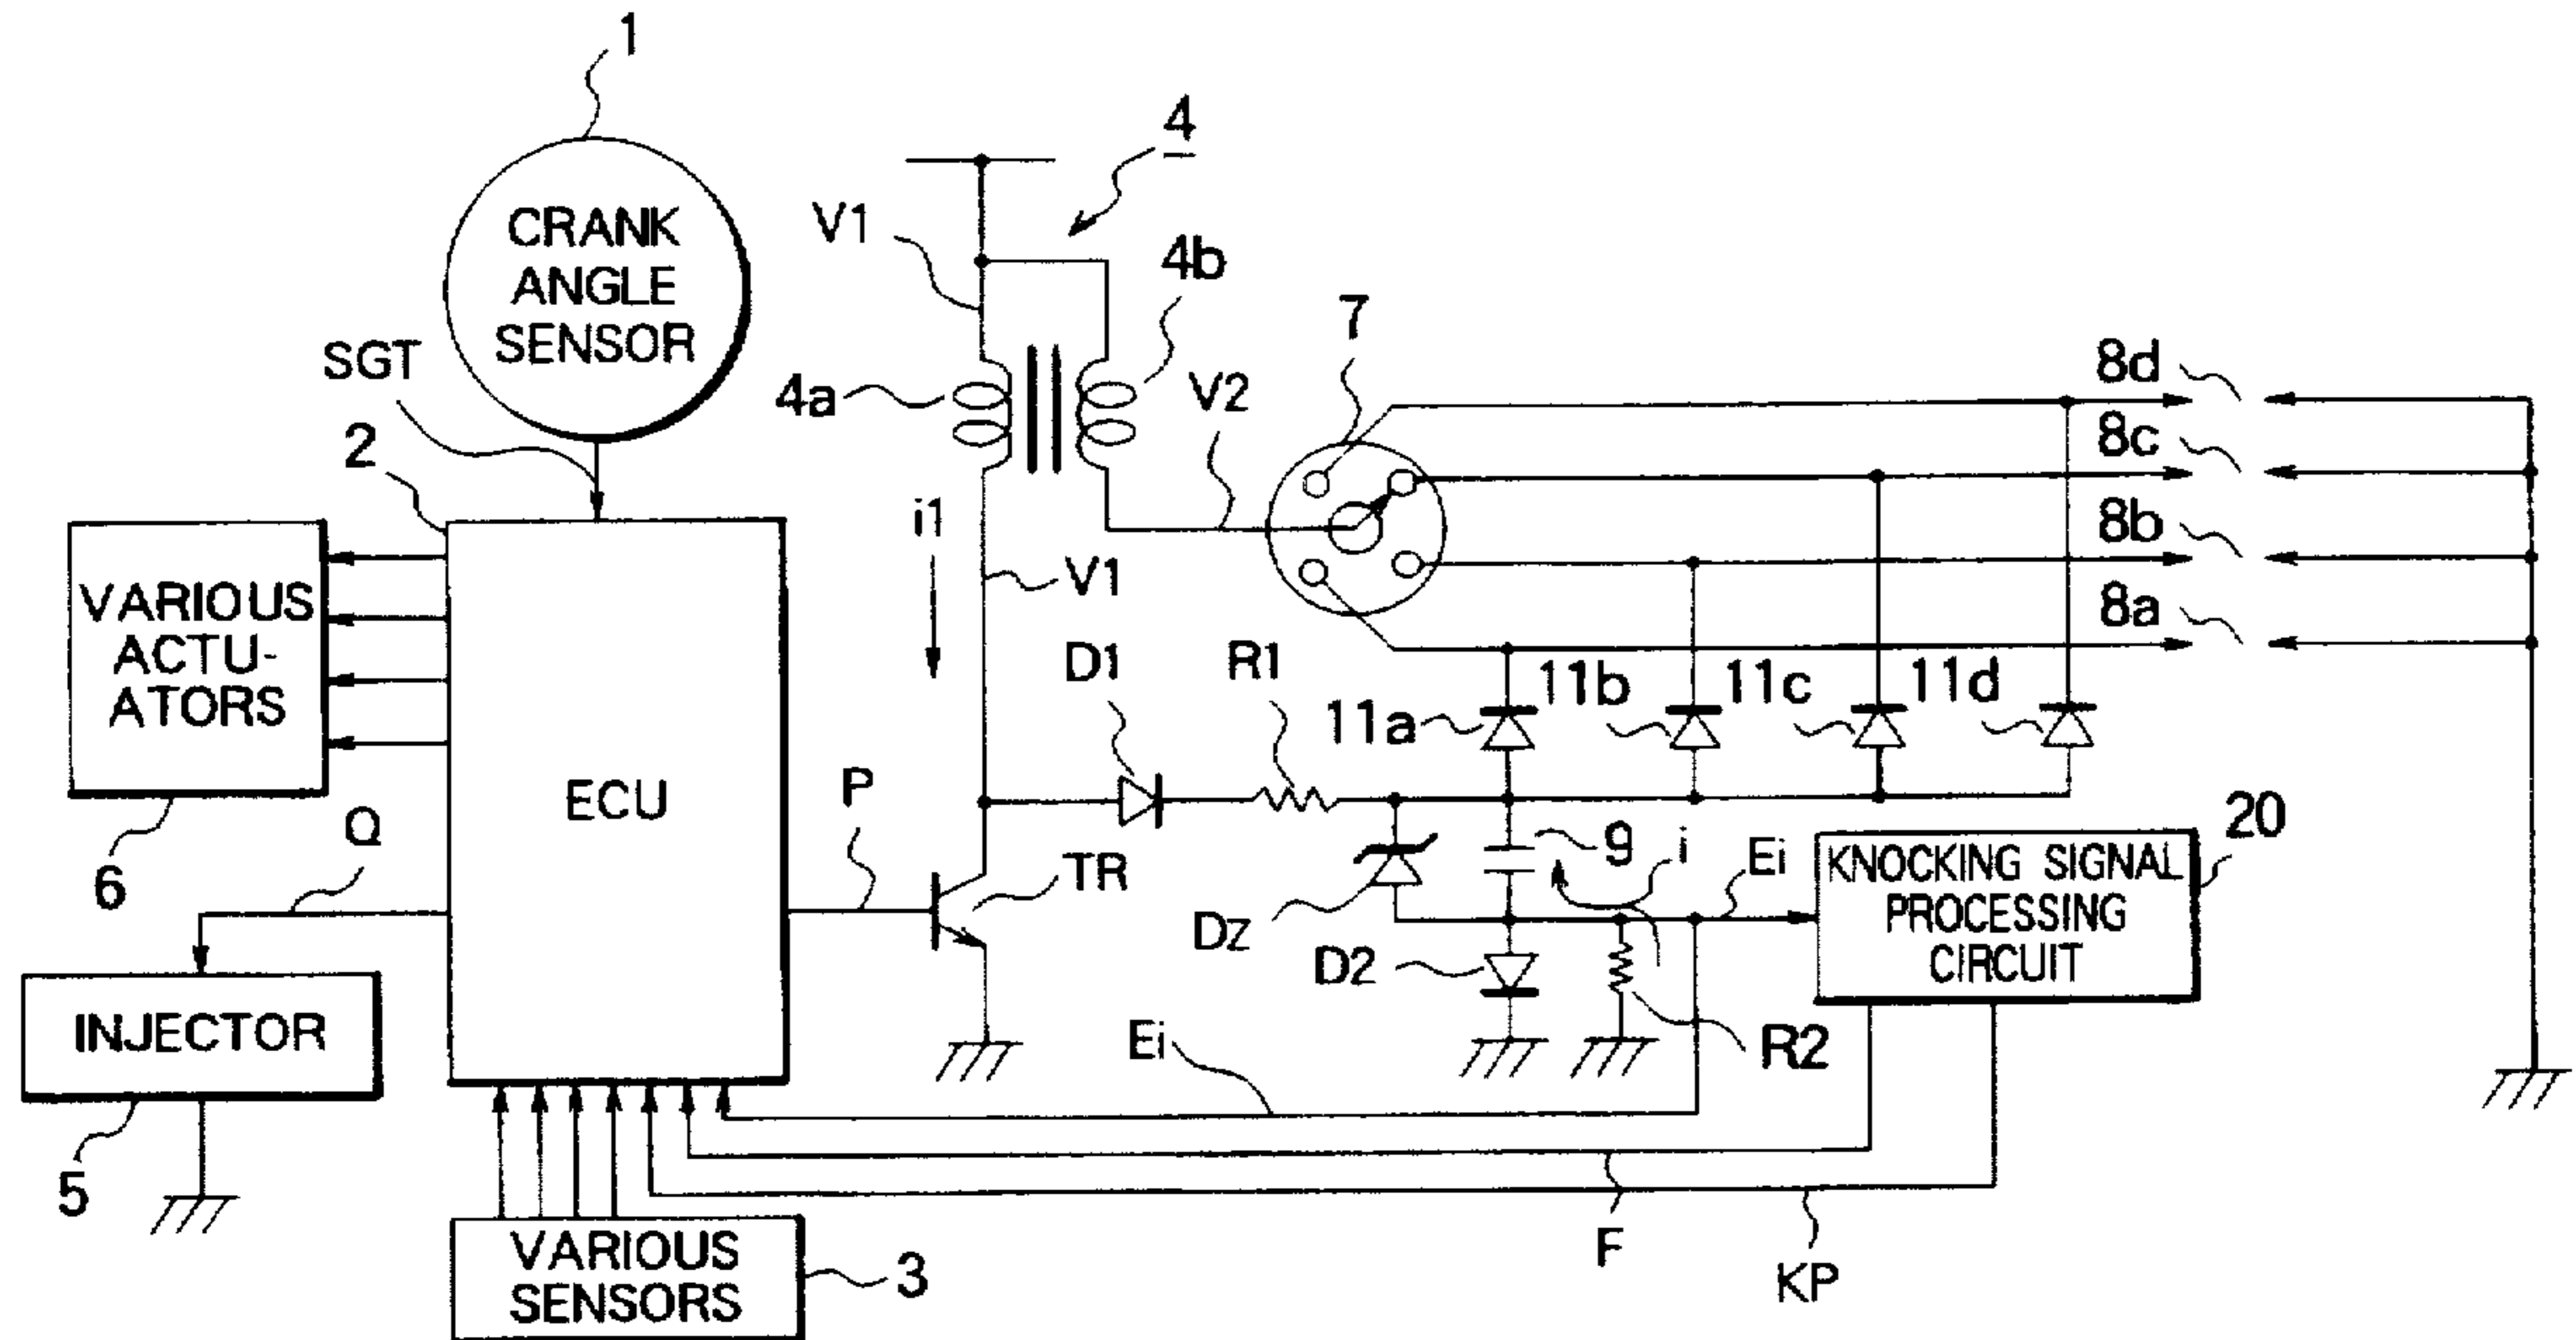 1
4
CRANK
ANGLE
SENSOR
V1
4b
7
SGT
4a
V2
8d
2
8c
i1
8b
VARIOUS
ACTU-
ATORS
V1
8a
D1
R1
11a
11b
11c
11d
ECU
P
Q
6
TR
9
i
Ei
20
KNOCKING SIGNAL
PROCESSING
CIRCUIT
DZ
D2
R2
INJECTOR
Ei
5
F
KP
VARIOUS
SENSORS
3